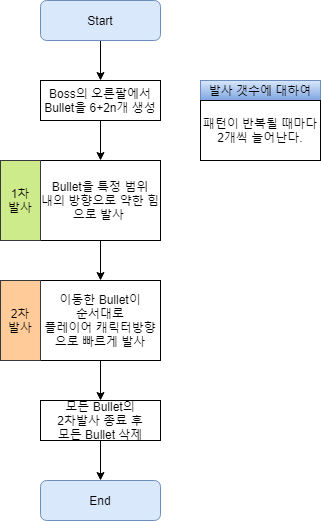 Start
Boss의 오른팔에서
Bullet을 6+2n개 생성
발사 갯수에 대하여
패턴이 반복될 때마다
2개씩 늘어난다.
1차
발사
Bullet을 특정 범위
내의 방향으로 약한 힘
으로 발사
2차
발사
이동한 Bullet이
순서대로
플레이어 캐릭터방향
으로 빠르게 발사
모든 Bullet의
2차발사 종료 후
모든 Bullet 삭제
End